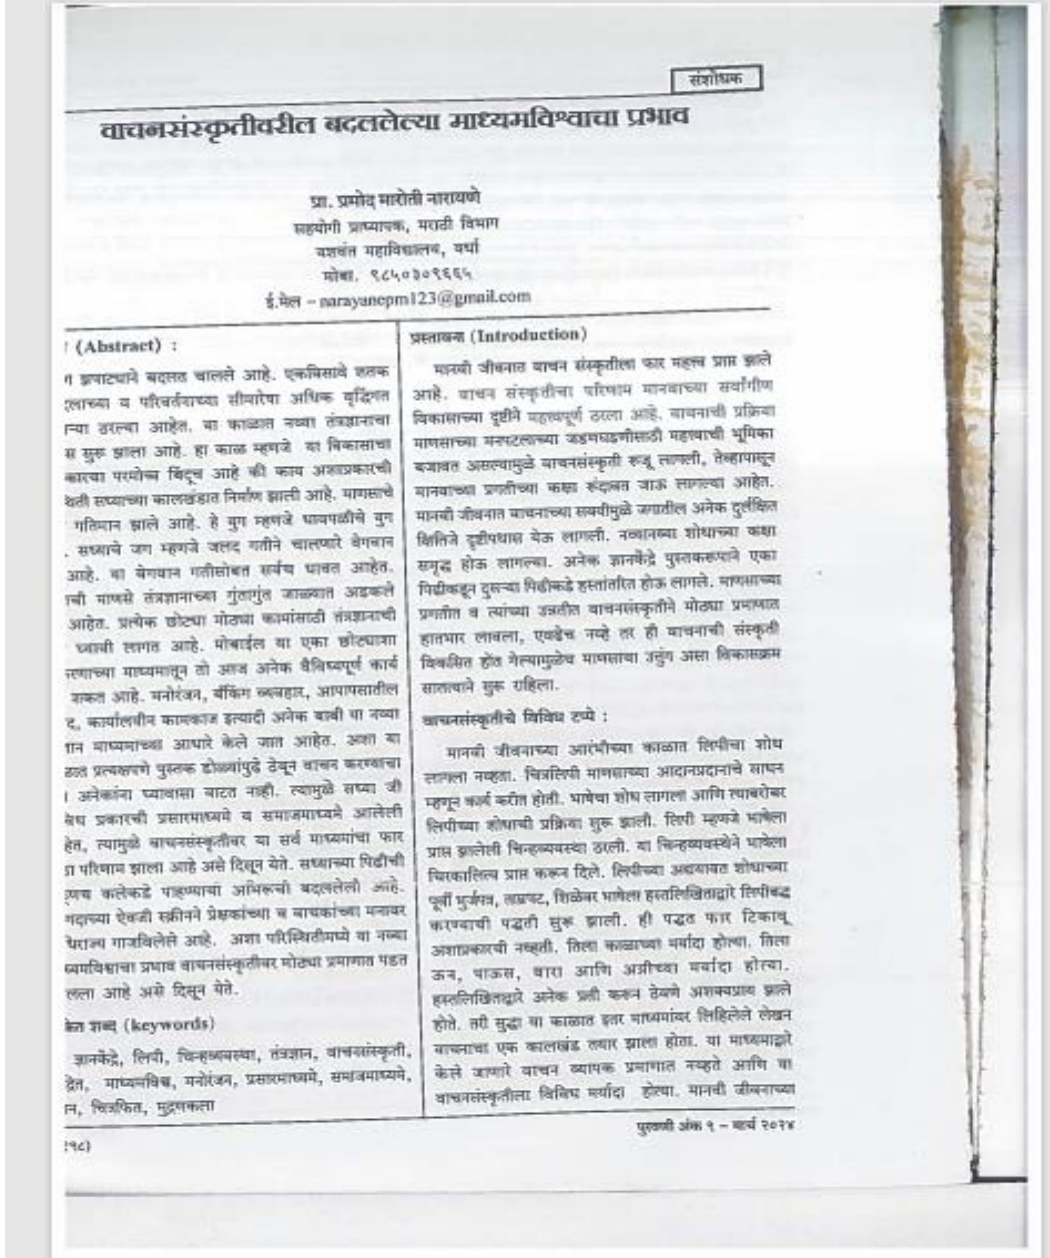 संशोधक
वाचनसंस्कृतीवरील बदललेल्या माध्यमविश्वाचा प्रभाव
प्रा. प्रमोद मारोती नारायणे
सहयोगी प्राध्यापक, मराठी विभाग
यशवंत महाविद्यालय, वर्धा
मोबा. ९८५०३०९६६५
ई.मेल – narayanepm123@gmail.com
(Abstract) :
झपाट्याने बदलत चालले आहे. एकविसावे शतक
व परिवर्तनाच्या सीमारेषा अधिक वृद्धिंगत
ठरल्या आहेत. या काळात नव्या तंत्रज्ञानाचा
सुरू झाला आहे. हा काळ म्हणजे या विकासाचा
परमोच्च बिंदूच आहे की काय अशाप्रकारची
सध्याच्या कालखंडात निर्माण झाली आहे. माणसाचे
गतिमान झाले आहे. हे युग म्हणजे धावपळीचे युग
सध्याचे जग म्हणजे जलद गतीने चालणारे वेगवान
आहे. या वेगवान गतीसोबत सर्वच धावत आहेत.
माणसे तंत्रज्ञानाच्या गुंतागुंत जाळ्यात अडकले
आहेत. प्रत्येक छोट्या मोठ्या कामांसाठी तंत्रज्ञानाची
घ्यावी लागत आहे. मोबाईल या एका छोट्याशा
माध्यमातून तो आज अनेक वैविध्यपूर्ण कार्य
शकत आहे. मनोरंजन, बँकिंग व्यवहार, आपापसातील
कार्यालयीन कामकाज इत्यादी अनेक बाबी या नव्या
माध्यमांच्या आधारे केले जात आहेत. अशा या
प्रत्यक्षपणे पुस्तक डोळ्यांपुढे ठेवून वाचन करण्याचा
अनेकांना घ्यावासा वाटत नाही. त्यामुळे सध्या जी
प्रकारची प्रसारमाध्यमे व समाजमाध्यमे आलेली
त्यामुळे वाचनसंस्कृतीवर या सर्व माध्यमांचा फार
परिणाम झाला आहे असे दिसून येते. सध्याच्या पिढीची
कलेकडे पाहण्याची अभिरूची बदललेली आहे.
ऐवजी स्क्रीनने प्रेक्षकांच्या व वाचकांच्या मनावर
गाजविलेले आहे. अशा परिस्थितीमध्ये या नव्या
प्रभाव वाचनसंस्कृतीवर मोठ्या प्रमाणात पडत
आहे असे दिसून येते.
शब्द (keywords)
ज्ञानकेंद्रे, लिपी, चिन्हव्यवस्था, तंत्रज्ञान, वाचनसंस्कृती,
माध्यमविश्व, मनोरंजन, प्रसारमाध्यमे, समाजमाध्यमे,
चित्रफित, मुद्रणकला
प्रस्तावना (Introduction)
मानवी जीवनात वाचन संस्कृतीला फार महत्त्व प्राप्त झाले
आहे. वाचन संस्कृतीचा परिणाम मानवाच्या सर्वांगीण
विकासाच्या दृष्टीने महत्त्वपूर्ण ठरला आहे. वाचनाची प्रक्रिया
माणसाच्या मनपटलाच्या जडणघडणीसाठी महत्त्वाची भूमिका
बजावत असल्यामुळे वाचनसंस्कृती रूजू लागली, तेव्हापासून
मानवाच्या प्रगतीच्या कक्षा रूंदावत जाऊ लागल्या आहेत.
मानवी जीवनात वाचनाच्या सवयीमुळे जगातील अनेक दुर्लक्षित
क्षितिजे दृष्टीपथास येऊ लागली. नव्यानव्या शोधाच्या कक्षा
समृद्ध होऊ लागल्या. अनेक ज्ञानकेंद्रे पुस्तकरूपाने एका
पिढीकडून दुसऱ्या पिढीकडे हस्तांतरित होऊ लागले. माणसाच्या
प्रगतीत व त्यांच्या उन्नतीत वाचनसंस्कृतीने मोठ्या प्रमाणात
हातभार लावला, एवढेच नव्हे तर ही वाचनाची संस्कृती
विकसित होत गेल्यामुळेच माणसाचा उत्तुंग असा विकासक्रम
सातत्याने सुरू राहिला.
वाचनसंस्कृतीचे विविध टप्पे :
मानवी जीवनाच्या आरंभीच्या काळात लिपीचा शोध
लागला नव्हता. चित्रलिपी माणसाच्या आदानप्रदानाचे साधन
म्हणून कार्य करीत होती. भाषेचा शोध लागला आणि त्याबरोबर
लिपीच्या शोधाची प्रक्रिया सुरू झाली. लिपी म्हणजे भाषेला
प्राप्त झालेली चिन्हव्यवस्था ठरली. या चिन्हव्यवस्थेने भाषेला
चिरकालित्व प्राप्त करून दिले. लिपीच्या अद्ययावत शोधाच्या
पूर्वी भुर्जपत्र, ताम्रपट, शिळेवर भाषेला हस्तलिखिताद्वारे लिपीबद्ध
करण्याची पद्धती सुरू झाली. ही पद्धत फार टिकावू
अशाप्रकारची नव्हती. तिला काळाच्या मर्यादा होत्या. तिला
ऊन, पाऊस, वारा आणि अग्नीच्या मर्यादा होत्या.
हस्तलिखिताद्वारे अनेक प्रती करून ठेवणे अशक्यप्राय झाले
होते. तरी सुद्धा या काळात इतर माध्यमांवर लिहिलेले लेखन
वाचनाचा एक कालखंड तयार झाला होता. या माध्यमाद्वारे
केले जाणारे वाचन व्यापक प्रमाणात नव्हते आणि या
वाचनसंस्कृतीला विविध मर्यादा होत्या. मानवी जीवनाच्या
१८)
पुरवणी अंक १ – मार्च २०२४